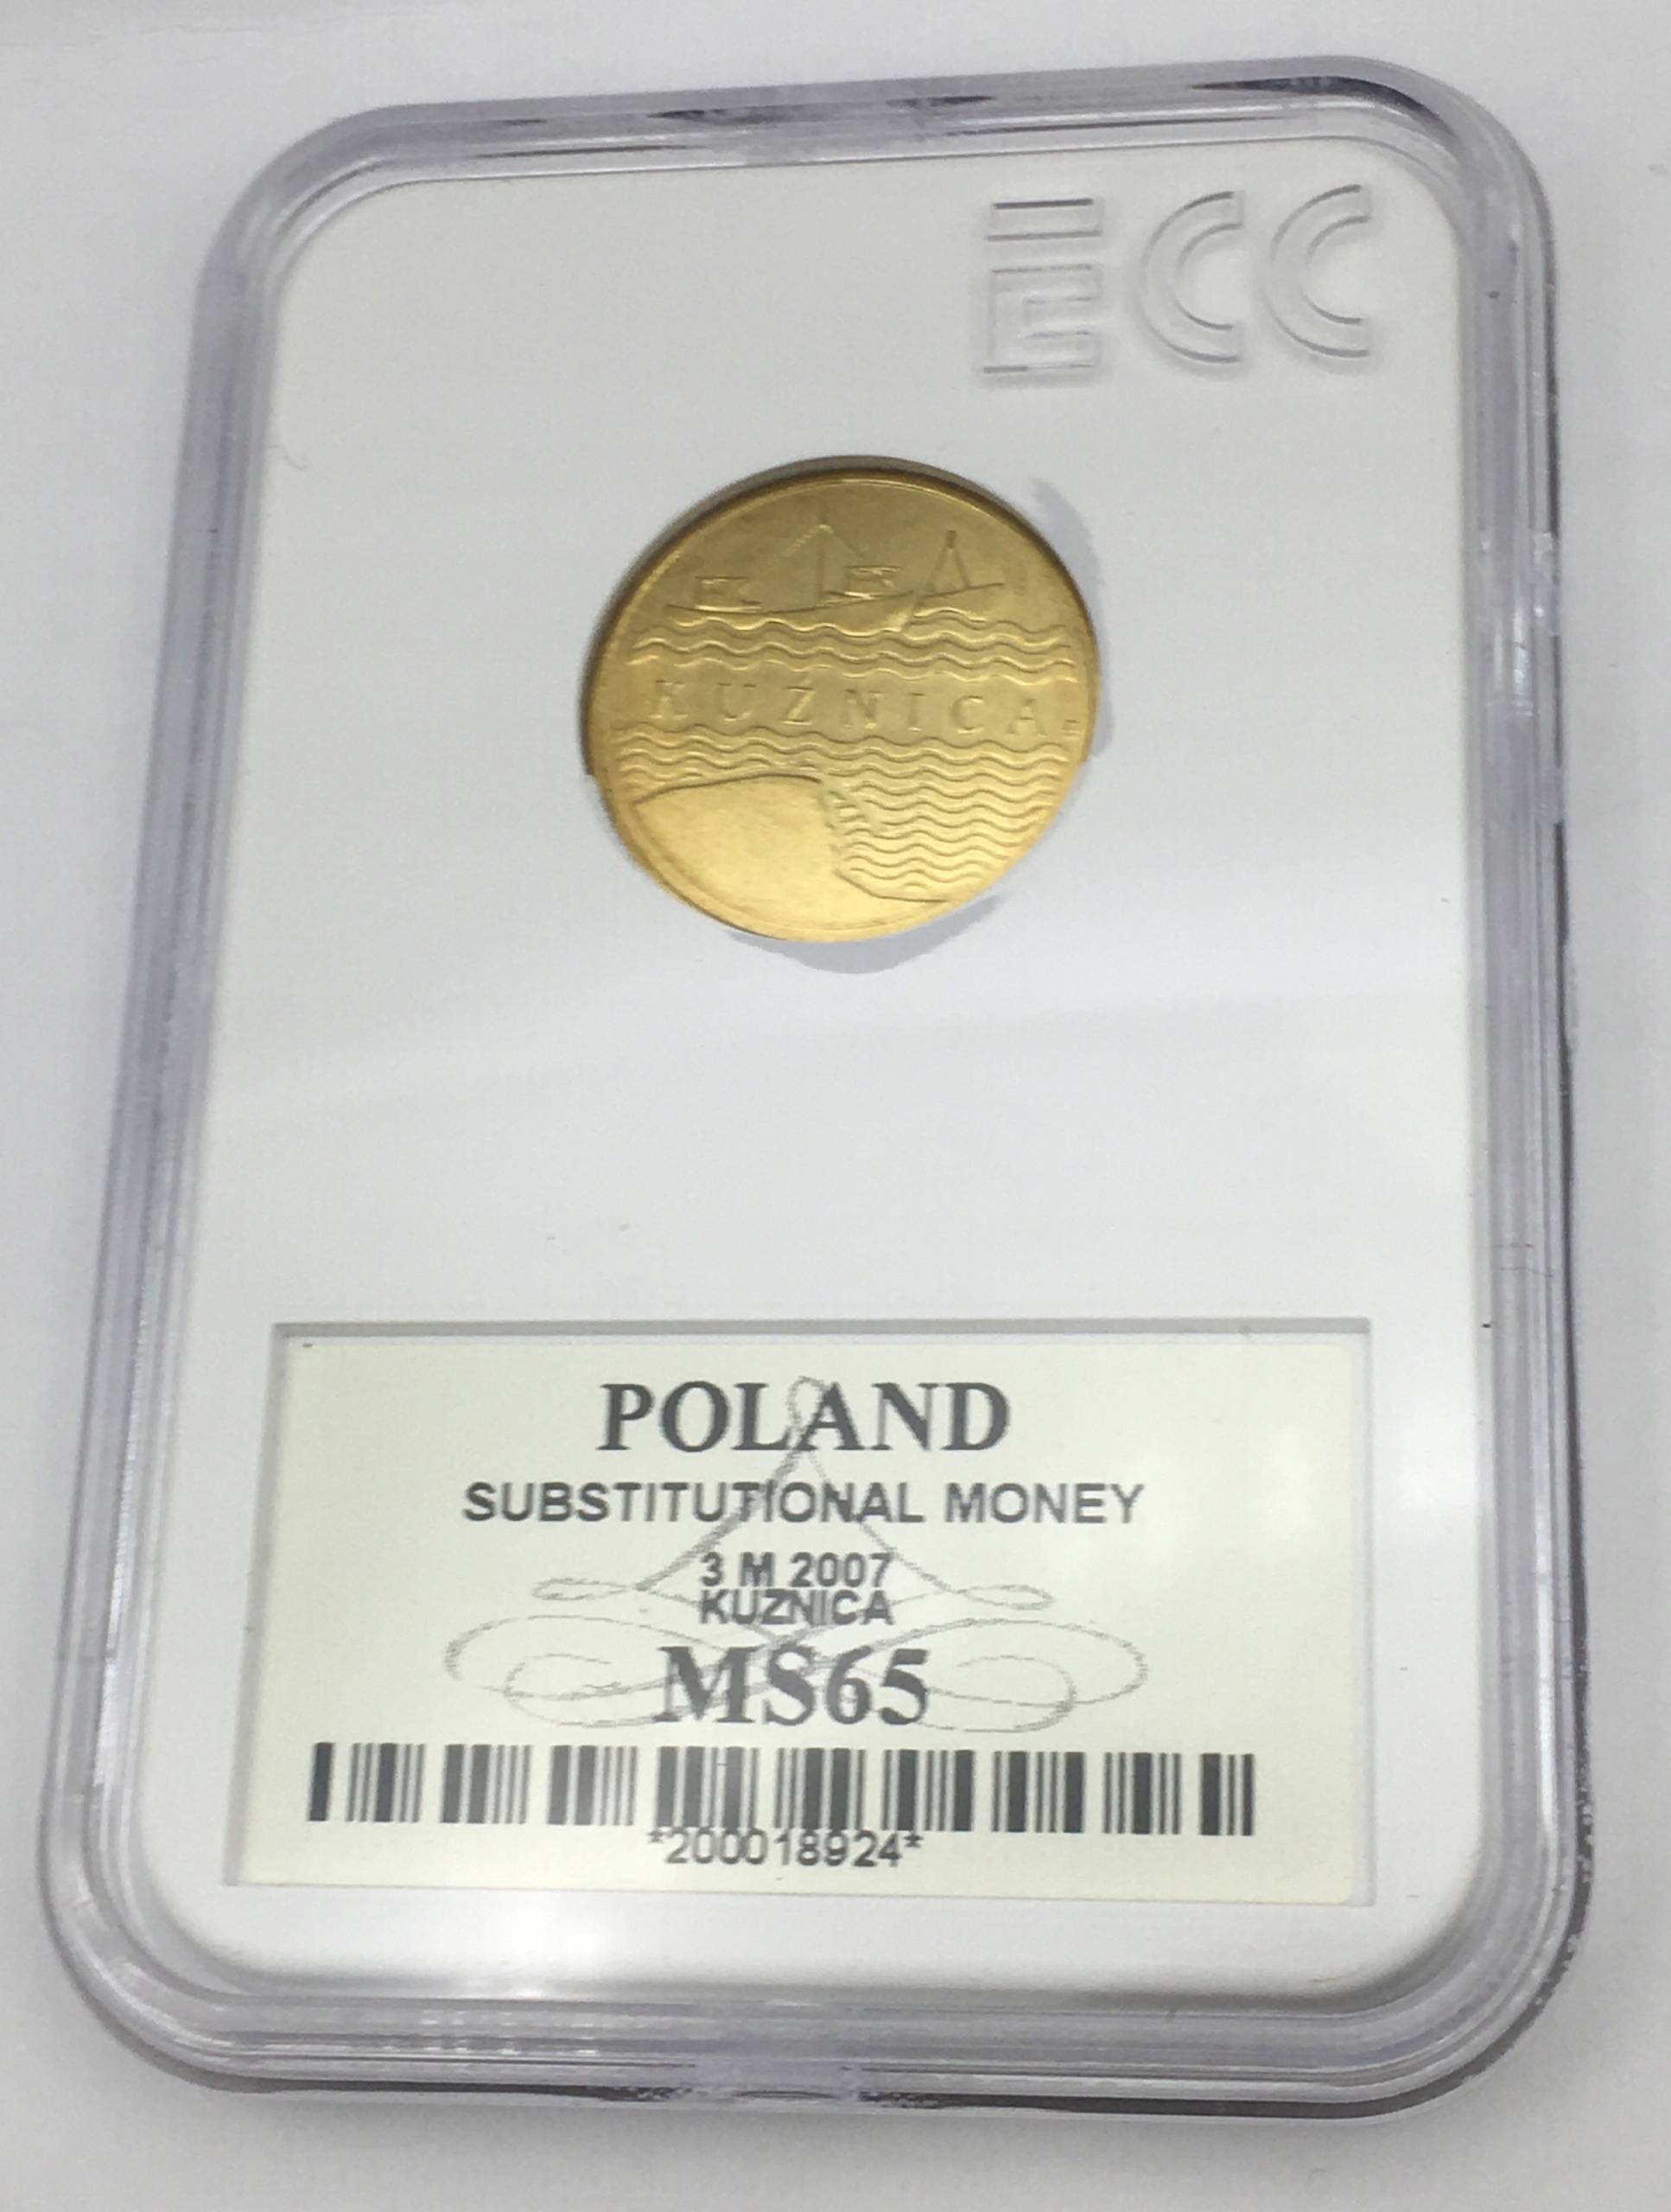 ECC
KUŹNICA
POLAND
SUBSTITUTIONAL MONEY
3 M 2007
KUZNICA
MS65
*200018924*